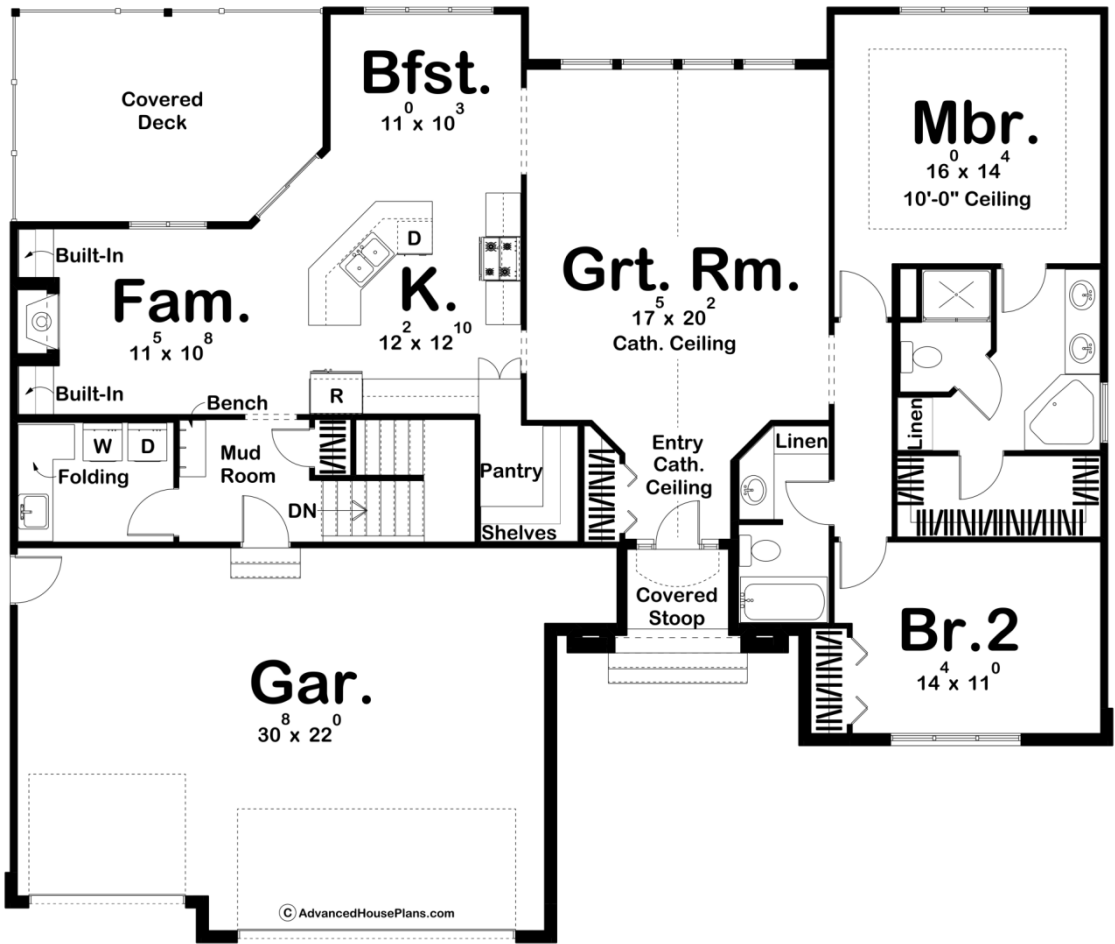 Covered
Deck
Bfst.
11⁰ x 10³
Mbr.
16⁰ x 14⁴
10'-0" Ceiling
Built-In
Fam.
11⁵ x 10⁸
Built-In
D
K.
12² x 12¹⁰
R
Grt. Rm.
17⁵ x 20²
Cath. Ceiling
Bench
W
D
Folding
Mud
Room
DN
Pantry
Shelves
Entry
Cath.
Ceiling
Linen
Linen
Covered
Stoop
Br.2
14⁴ x 11⁰
Gar.
30⁸ x 22⁰
© AdvancedHousePlans.com